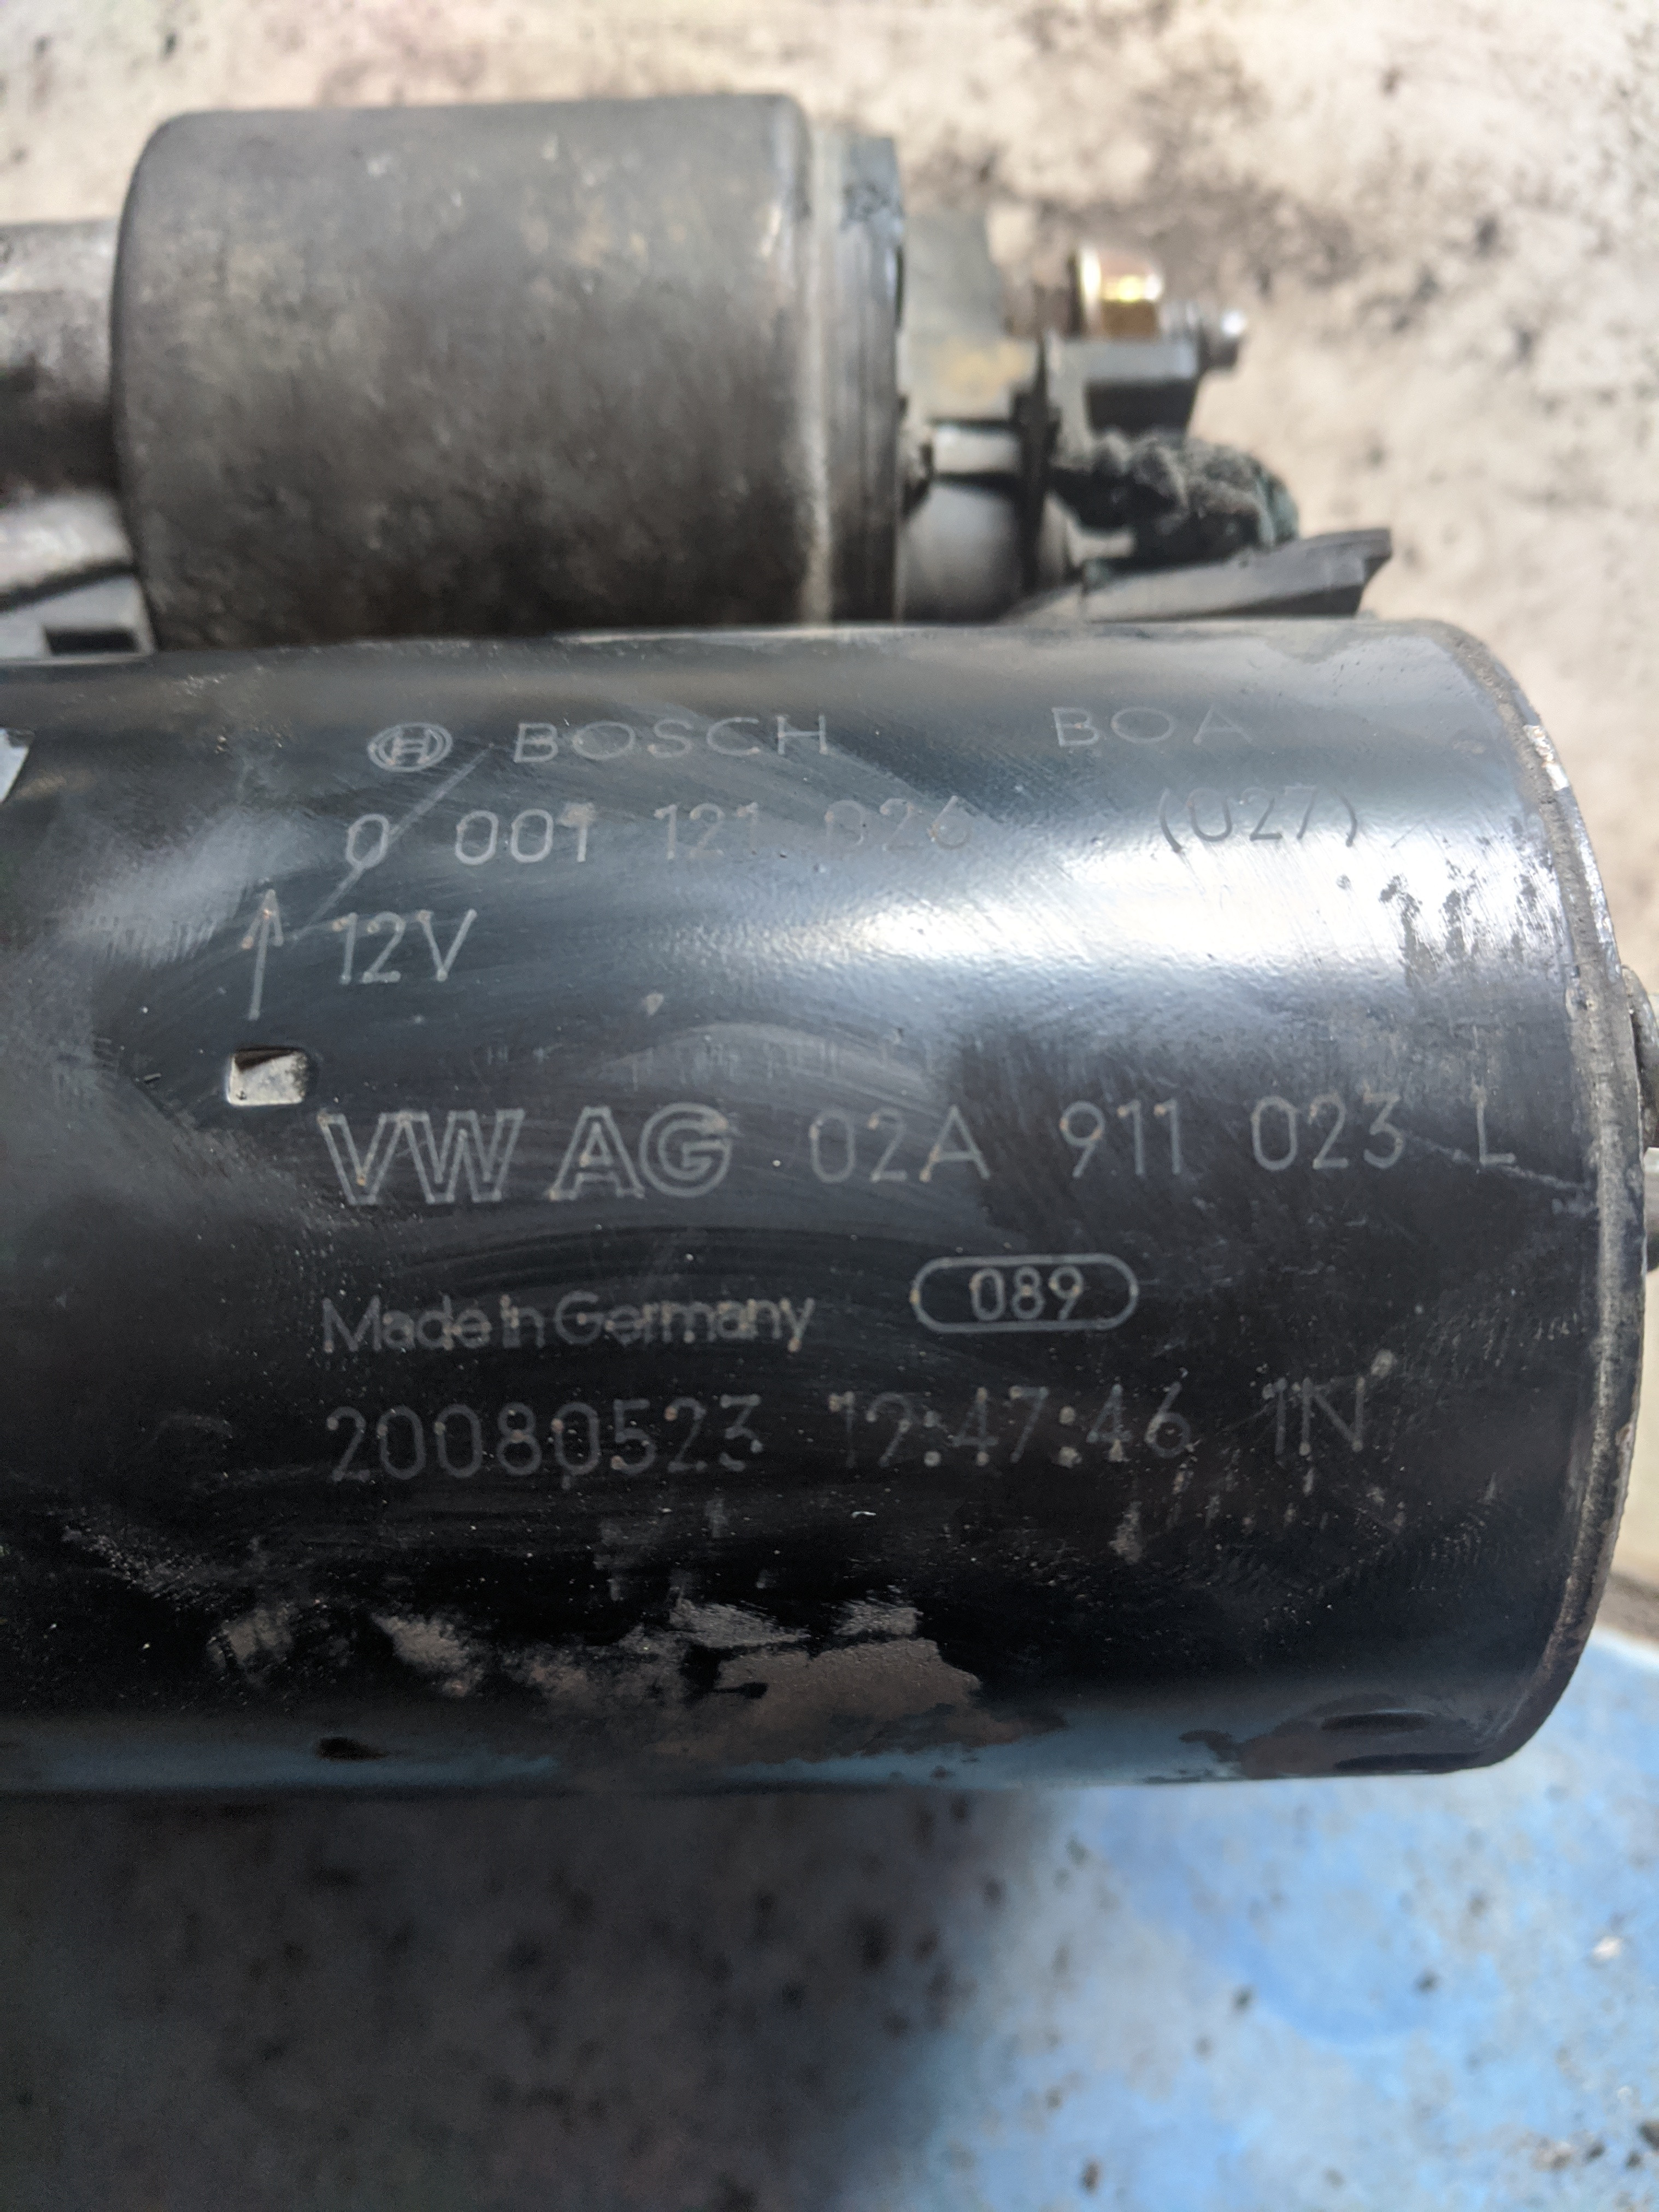 BOSCH BOA
0 001 121 026 (027)
12V
VW AG 02A 911 023 L
Made in Germany 089
20080523 12:47:46 1N